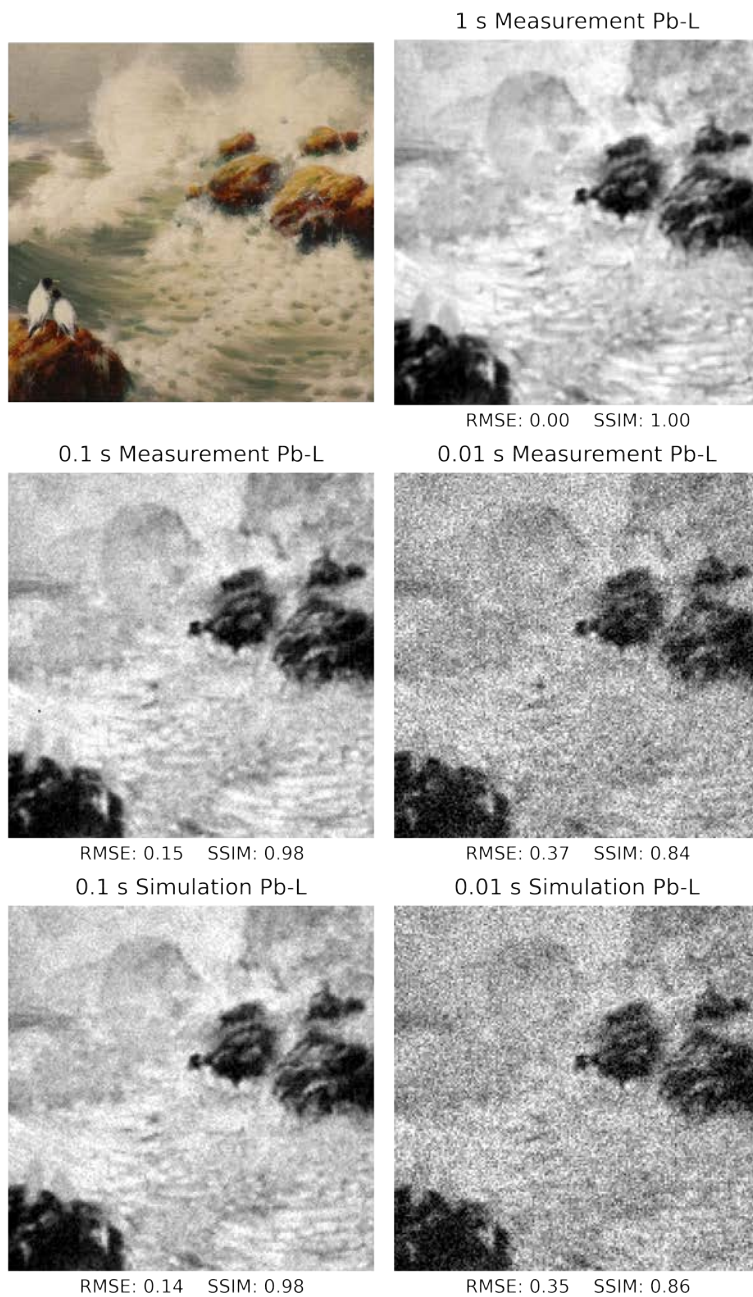 1 s Measurement Pb-L
RMSE: 0.00 SSIM: 1.00
0.1 s Measurement Pb-L
0.01 s Measurement Pb-L
RMSE: 0.15 SSIM: 0.98
RMSE: 0.37 SSIM: 0.84
0.1 s Simulation Pb-L
0.01 s Simulation Pb-L
RMSE: 0.14 SSIM: 0.98
RMSE: 0.35 SSIM: 0.86